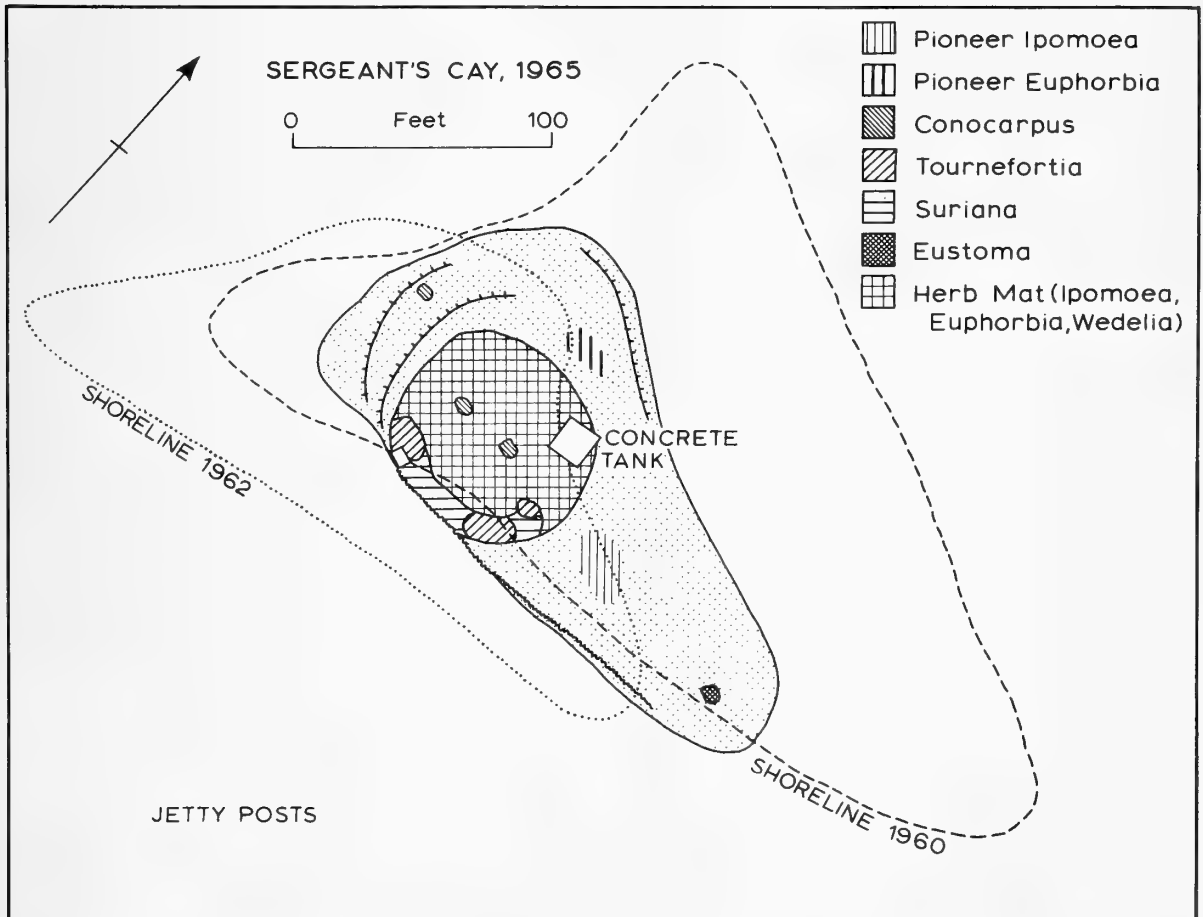 SERGEANT'S CAY, 1965
0 Feet 100
Pioneer Ipomoea
Pioneer Euphorbia
Conocarpus
Tournefortia
Suriana
Eustoma
Herb Mat (Ipomoea,
Euphorbia, Wedelia)
SHORELINE 1962
CONCRETE
TANK
SHORELINE 1960
JETTY POSTS